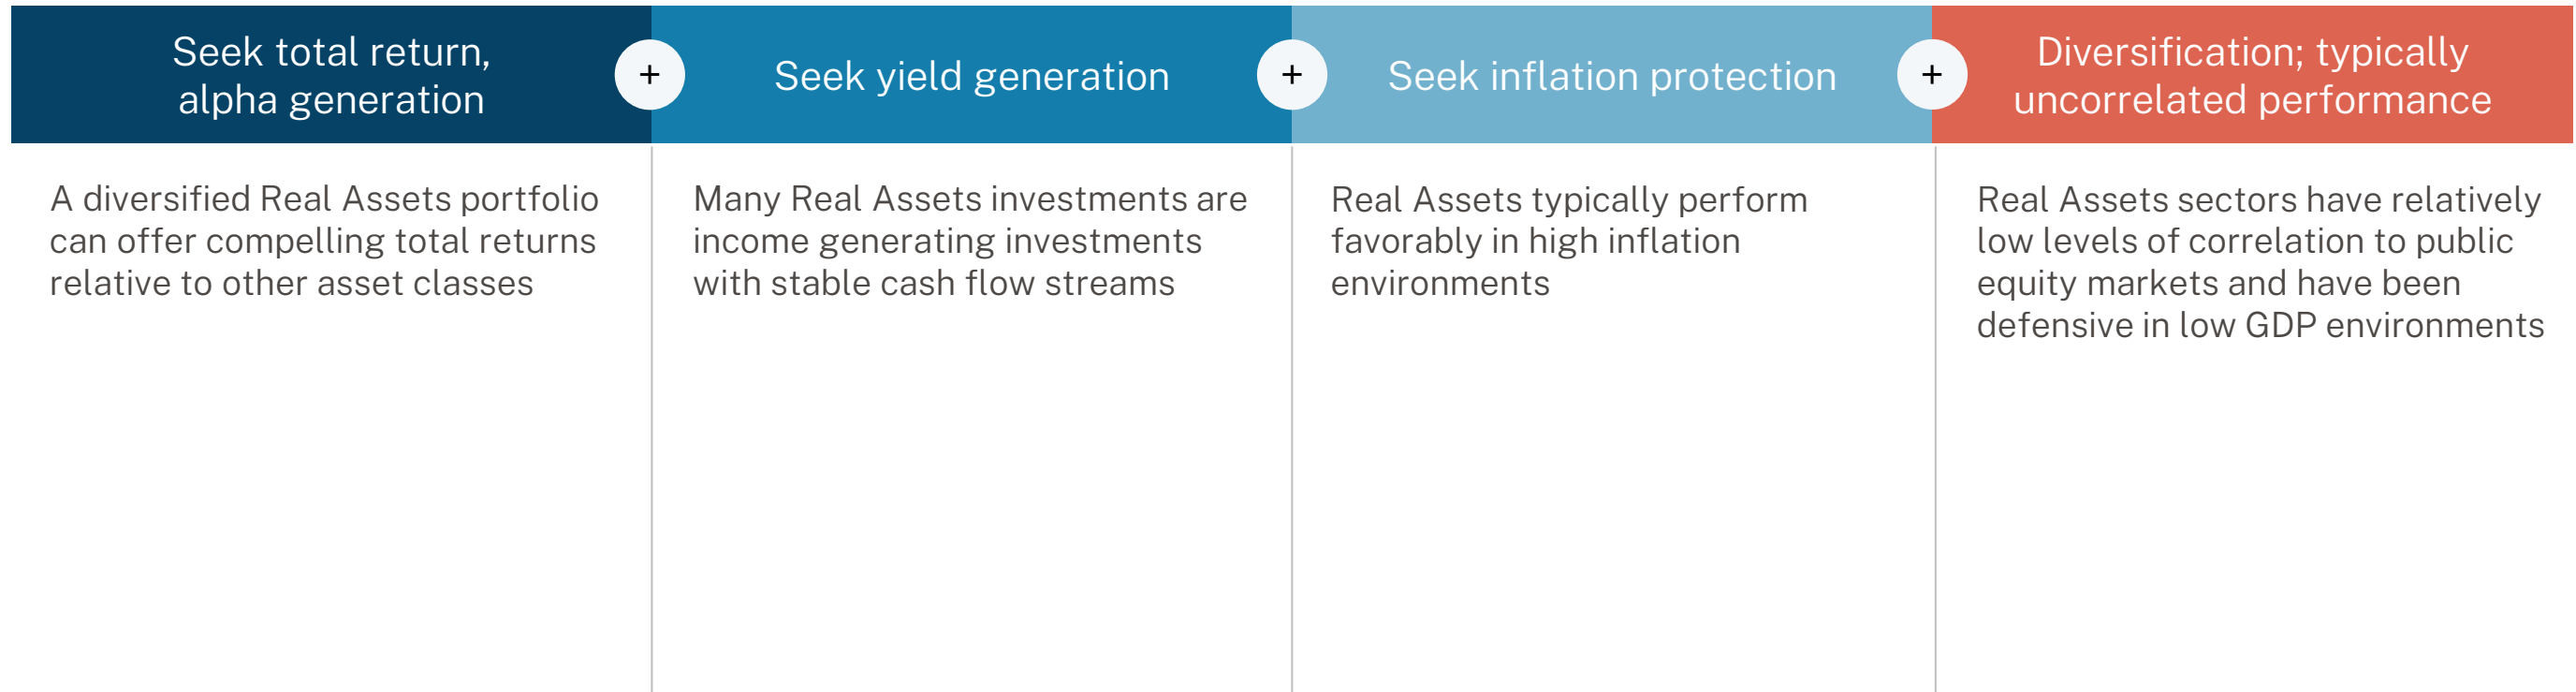 Seek total return,
alpha generation
+
Seek yield generation
+
Seek inflation protection
+
Diversification; typically
uncorrelated performance
A diversified Real Assets portfolio
can offer compelling total returns
relative to other asset classes
Many Real Assets investments are
income generating investments
with stable cash flow streams
Real Assets typically perform
favorably in high inflation
environments
Real Assets sectors have relatively
low levels of correlation to public
equity markets and have been
defensive in low GDP environments